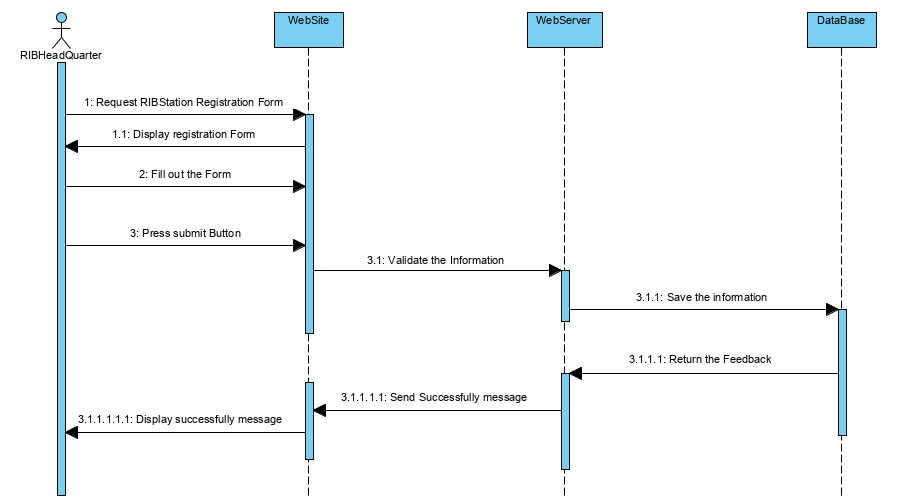 WebSite
WebServer
DataBase
RIBHeadQuarter
1: Request RIBStation Registration Form
1.1: Display registration Form
2: Fill out the Form
3: Press submit Button
3.1: Validate the Information
3.1.1: Save the information
3.1.1.1: Return the Feedback
3.1.1.1.1: Send Successfully message
3.1.1.1.1.1: Display successfully message